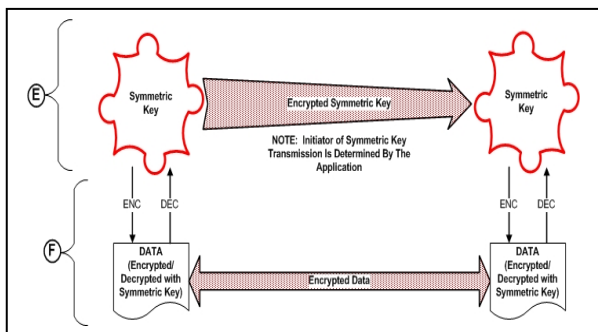 E
Symmetric
Key
Encrypted Symmetric Key
Symmetric
Key
NOTE:  Initiator of Symmetric Key
Transmission Is Determined By The
Application
ENC
DEC
ENC
DEC
F
DATA
(Encrypted/
Decrypted with
Symmetric Key)
Encrypted Data
DATA
(Encrypted/
Decrypted with
Symmetric Key)